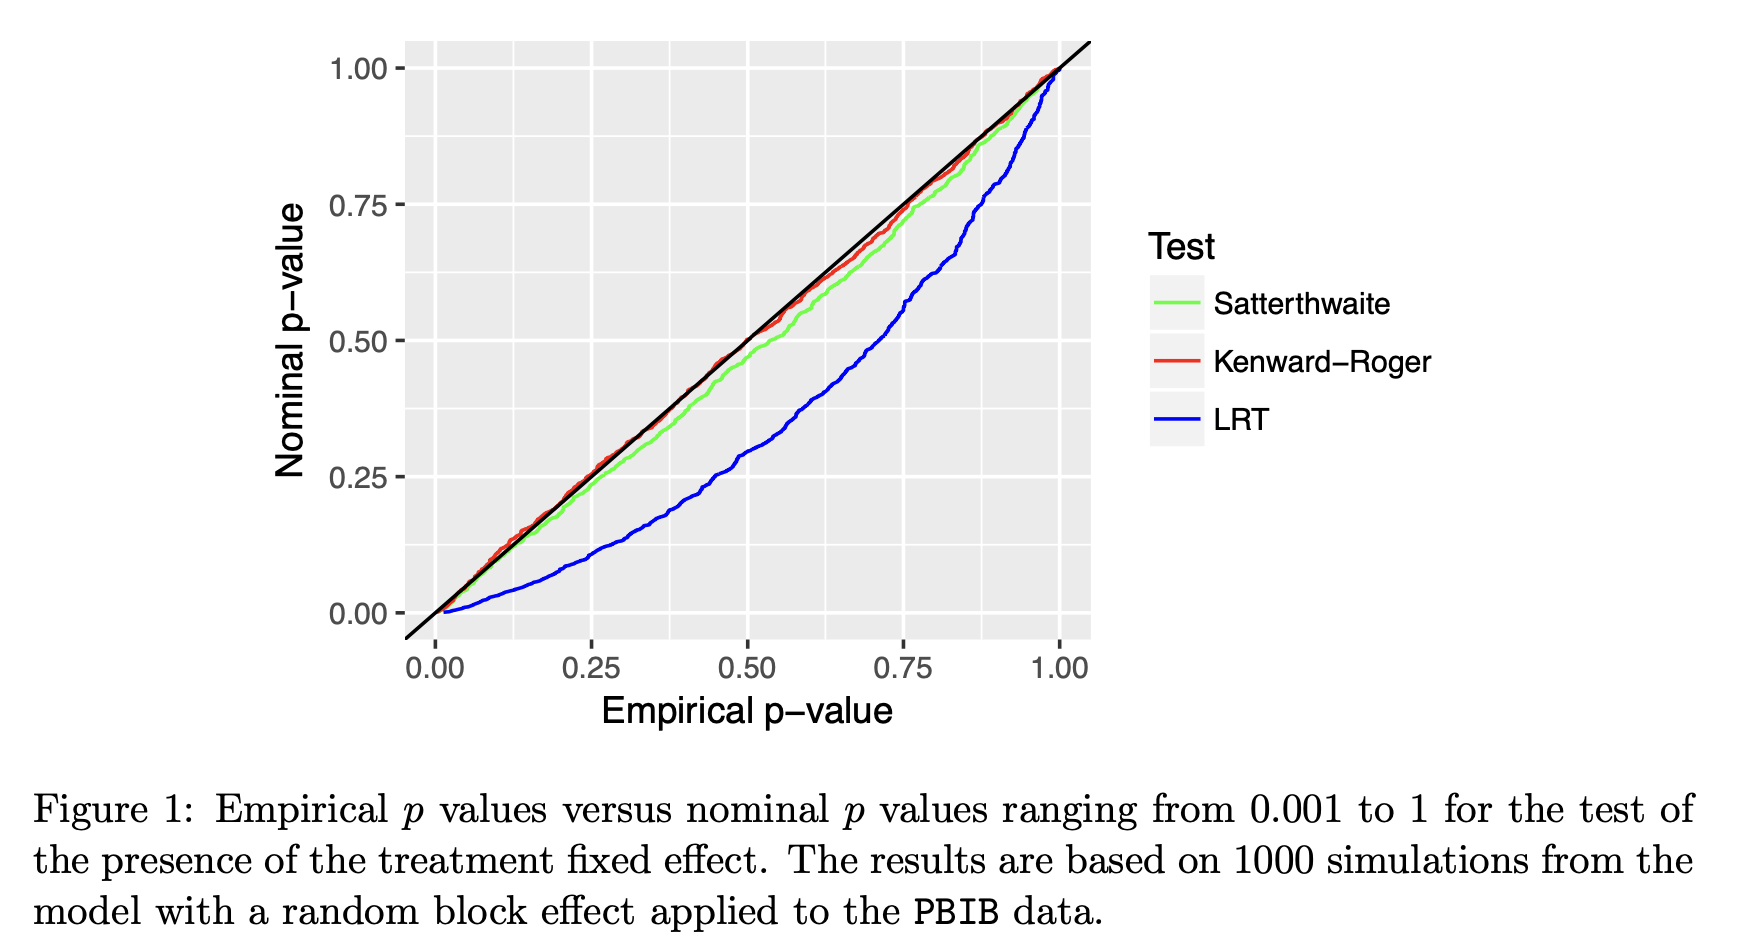 1.00
0.75
0.50
0.25
0.00
Nominal p−value
0.00 0.25 0.50 0.75 1.00
Empirical p−value
Test
Satterthwaite
Kenward−Roger
LRT
Figure 1: Empirical p values versus nominal p values ranging from 0.001 to 1 for the test of
the presence of the treatment fixed effect. The results are based on 1000 simulations from the
model with a random block effect applied to the PBIB data.